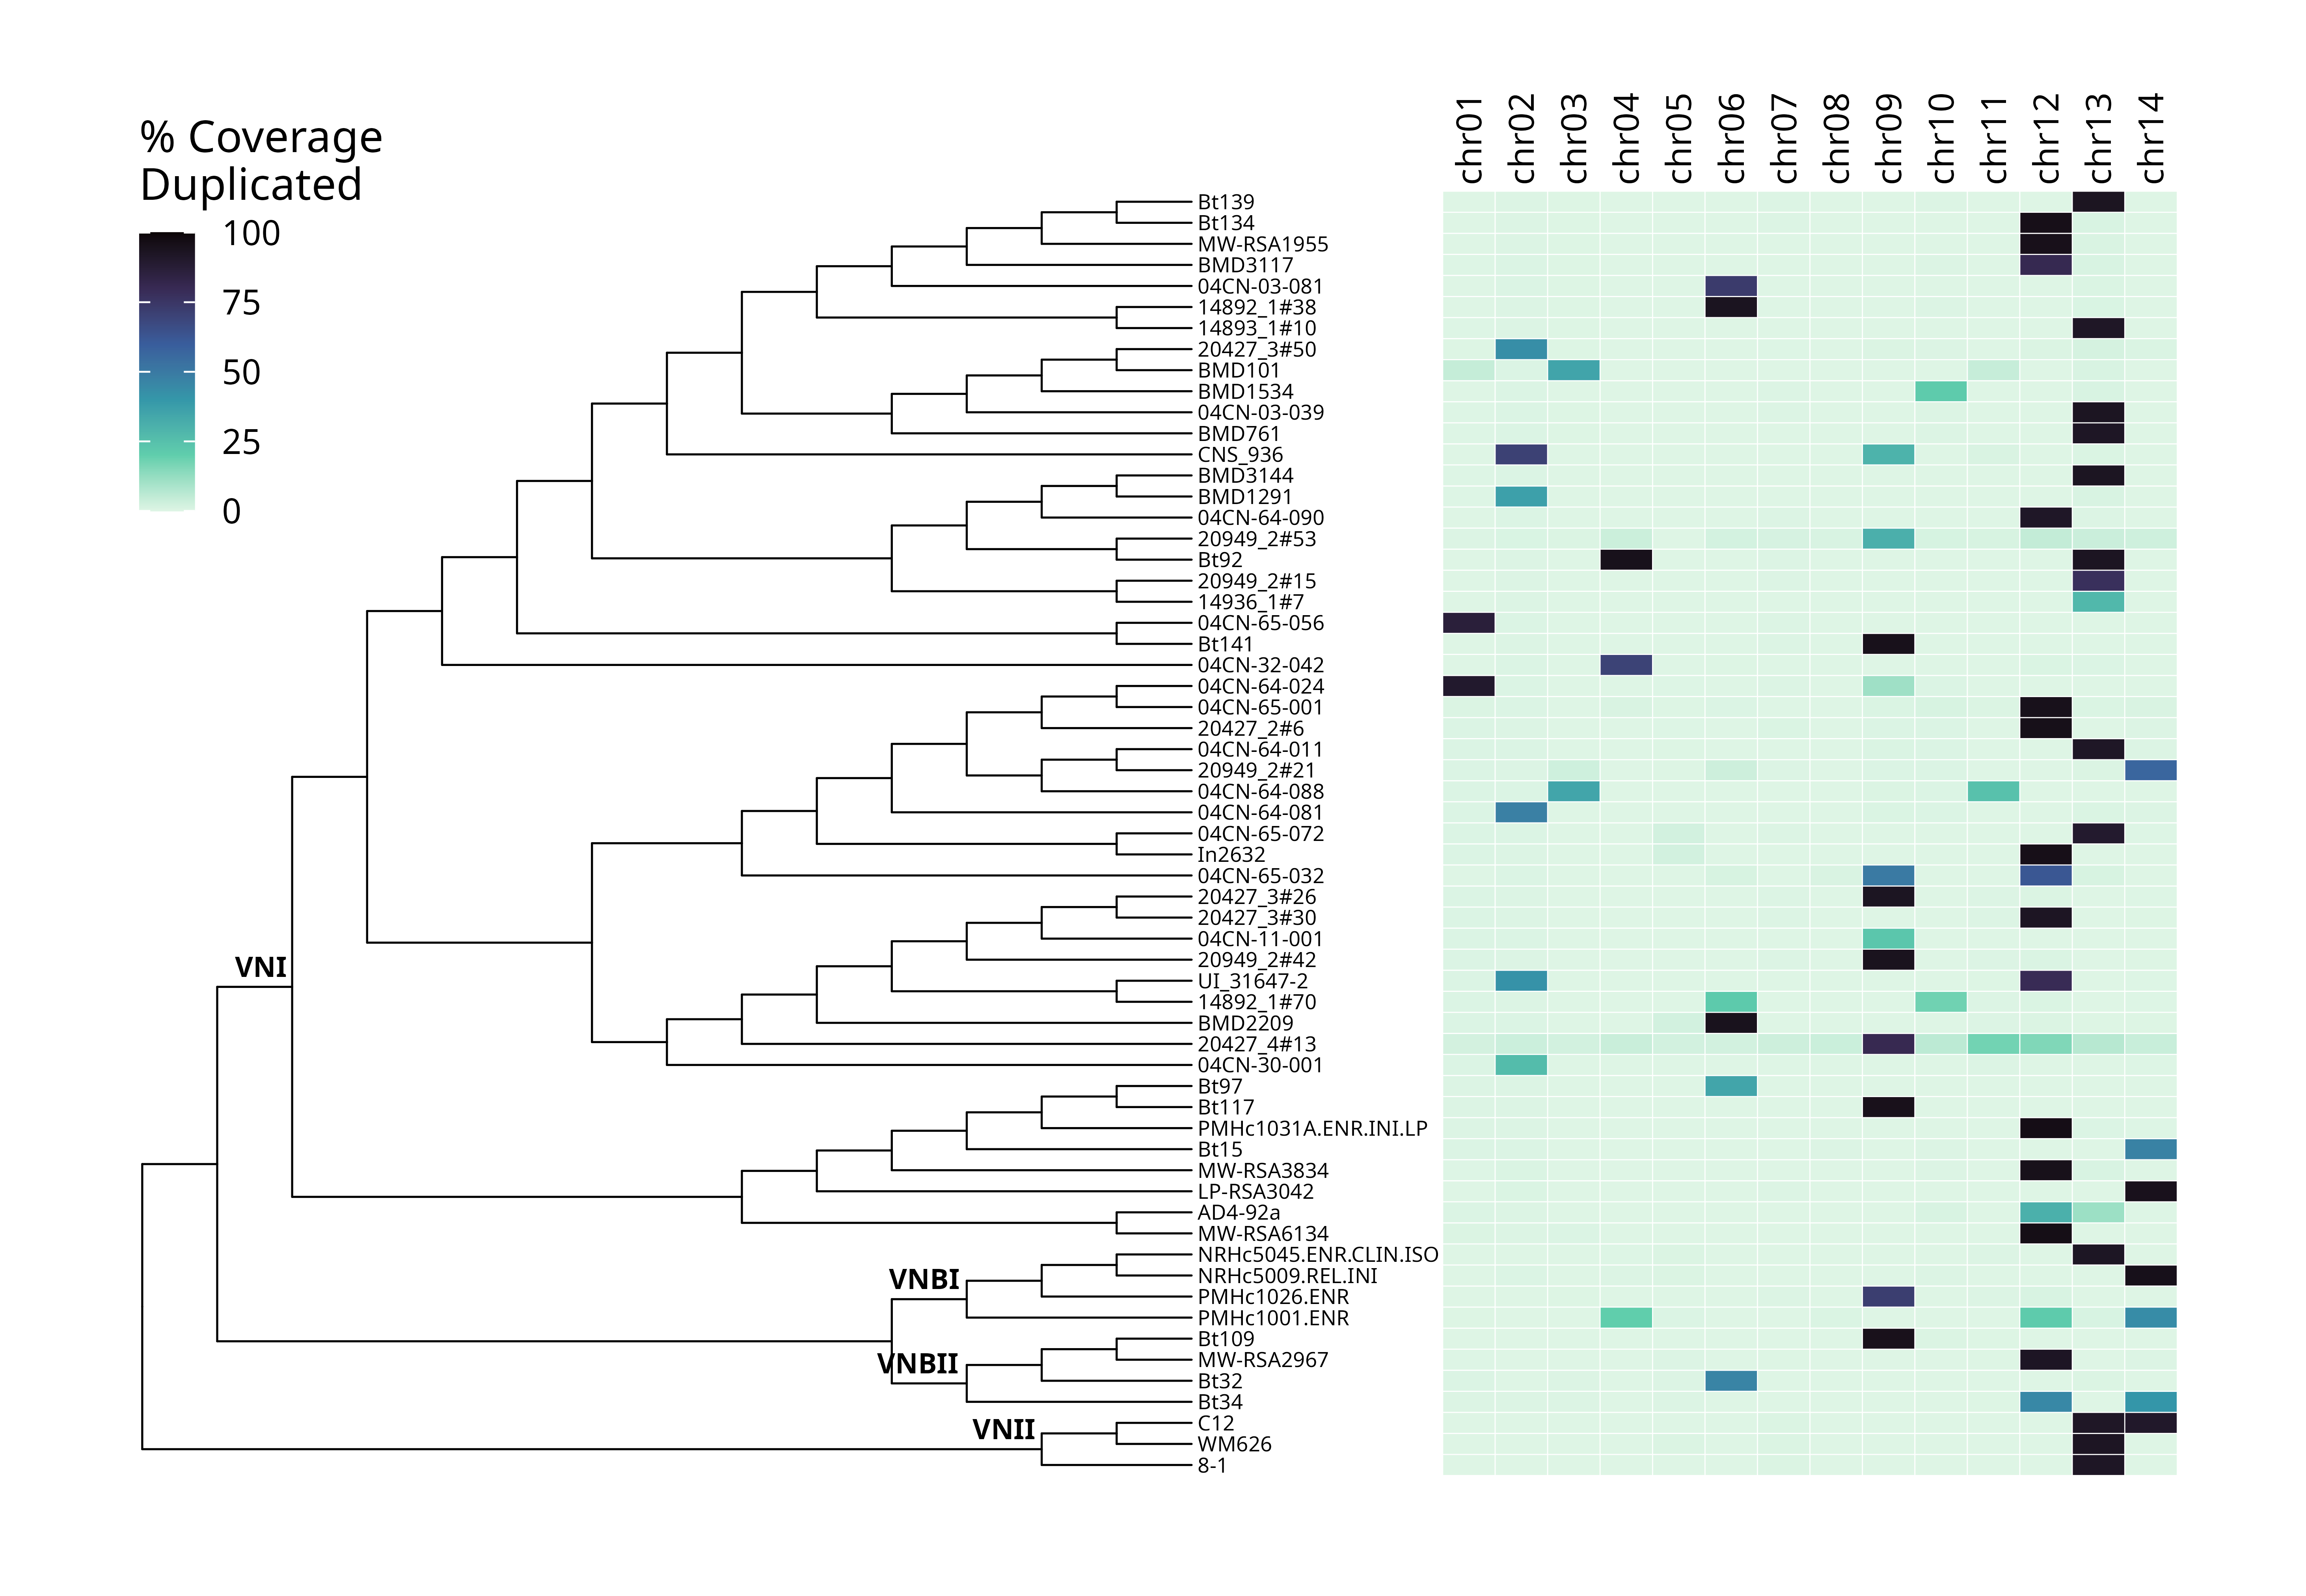 % Coverage
Duplicated
100
75
50
25
0
chr01
chr02
chr03
chr04
chr05
chr06
chr07
chr08
chr09
chr10
chr11
chr12
chr13
chr14
Bt139
Bt134
MW-RSA1955
BMD3117
04CN-03-081
14892_1#38
14893_1#10
20427_3#50
BMD101
BMD1534
04CN-03-039
BMD761
CNS_936
BMD3144
BMD1291
04CN-64-090
20949_2#53
Bt92
20949_2#15
14936_1#7
04CN-65-056
Bt141
04CN-32-042
04CN-64-024
04CN-65-001
20427_2#6
04CN-64-011
20949_2#21
04CN-64-088
04CN-64-081
04CN-65-072
In2632
04CN-65-032
20427_3#26
20427_3#30
04CN-11-001
20949_2#42
VNI
UI_31647-2
14892_1#70
BMD2209
20427_4#13
04CN-30-001
Bt97
Bt117
PMHc1031A.ENR.INI.LP
Bt15
MW-RSA3834
LP-RSA3042
AD4-92a
MW-RSA6134
NRHc5045.ENR.CLIN.ISO
VNBI
NRHc5009.REL.INI
PMHc1026.ENR
PMHc1001.ENR
Bt109
MW-RSA2967
VNBII
Bt32
Bt34
C12
VNII
WM626
8-1